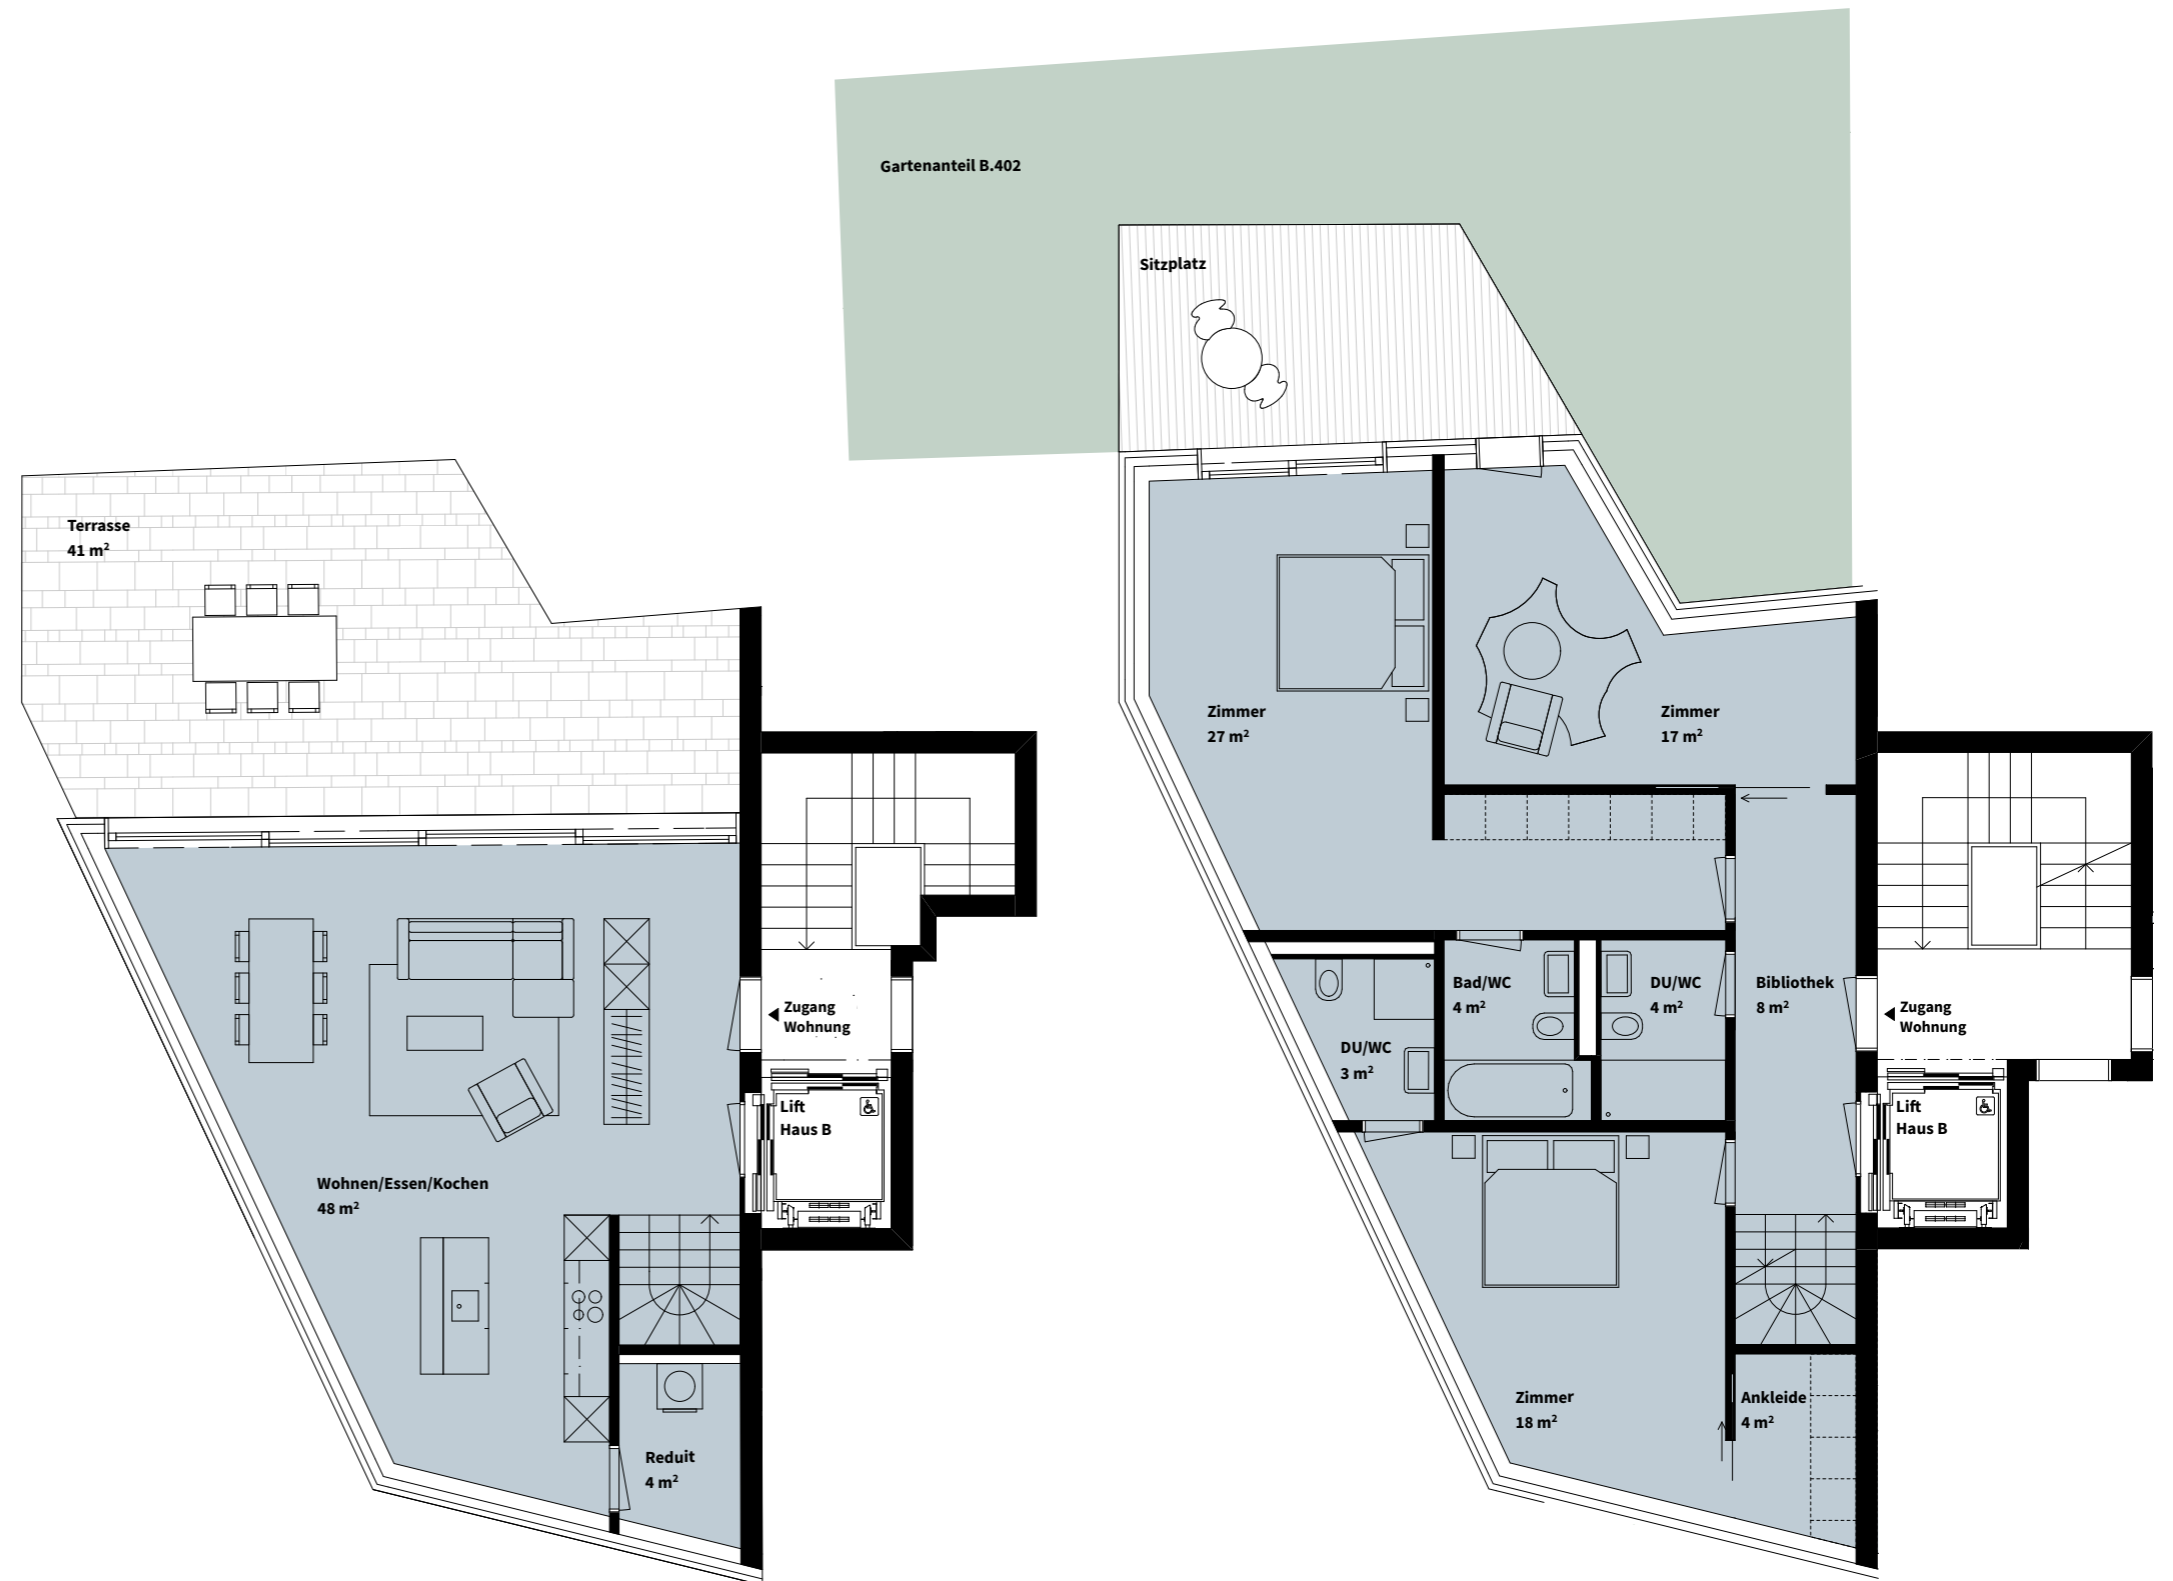 Gartenanteil B.402
Sitzplatz
Terrasse
41 m²
Zimmer
27 m²
Zimmer
17 m²
Zugang
Wohnung
Lift
Haus B
Wohnen/Essen/Kochen
48 m²
Reduit
4 m²
Bad/WC
4 m²
DU/WC
4 m²
Bibliothek
8 m²
DU/WC
3 m²
Zugang
Wohnung
Lift
Haus B
Zimmer
18 m²
Ankleide
4 m²